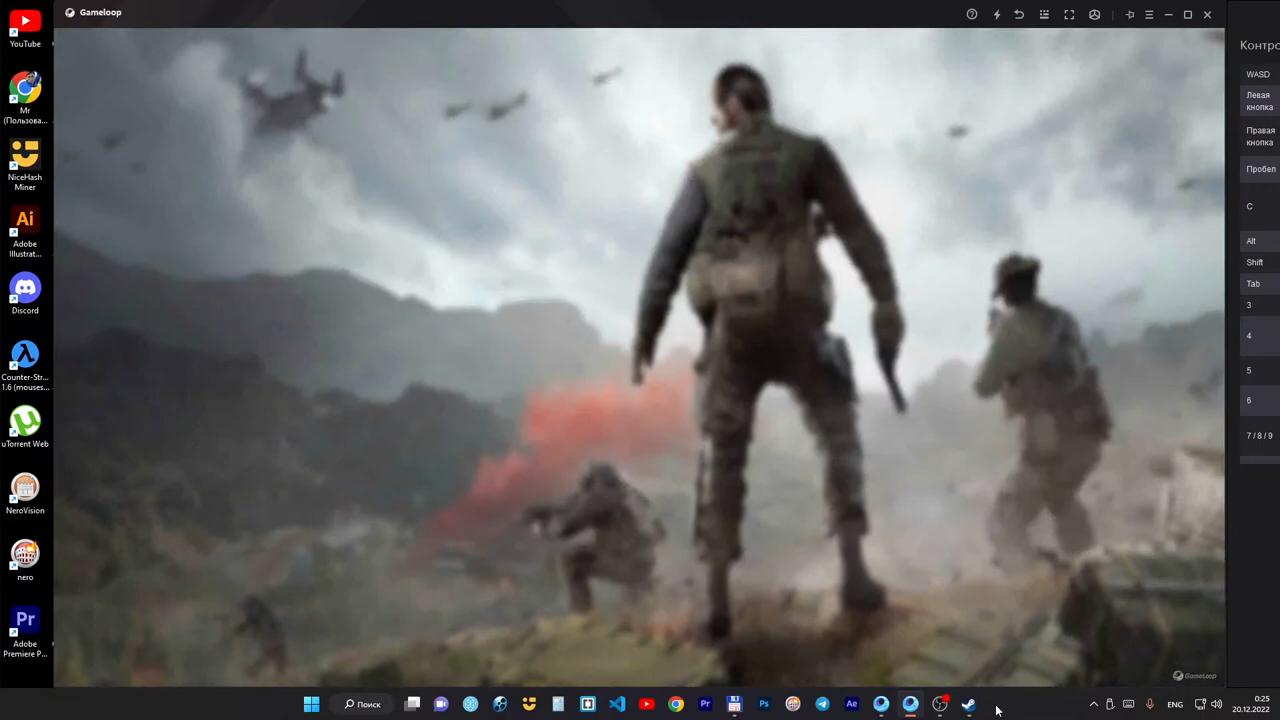 Gameloop
YouTube
Mr
(Пользова...
NiceHash
Miner
Adobe
Illustrat...
Discord
Counter-Str...
1.6 (mouses...
uTorrent Web
NeroVision
nero
Adobe
Premiere P...
Контро
WASD
Левая
кнопка
Правая
кнопка
Пробел
C
Alt
Shift
Tab
3
4
5
6
7 / 8 / 9
GameLoop
Поиск
ENG
0:25
20.12.2022